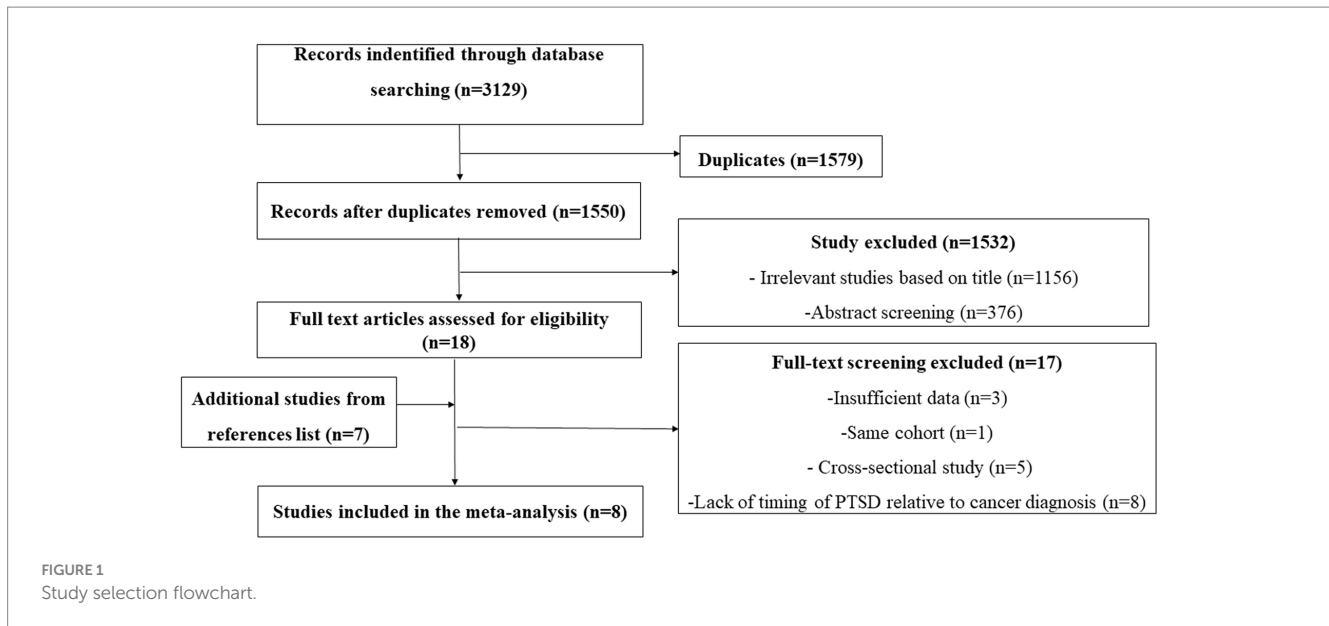 Records indentified through database
searching (n=3129)
Duplicates (n=1579)
Records after duplicates removed (n=1550)
Study excluded (n=1532)
- Irrelevant studies based on title (n=1156)
-Abstract screening (n=376)
Full text articles assessed for eligibility
(n=18)
Additional studies from
references list (n=7)
Full-text screening excluded (n=17)
-Insufficient data (n=3)
-Same cohort (n=1)
- Cross-sectional study (n=5)
-Lack of timing of PTSD relative to cancer diagnosis (n=8)
Studies included in the meta-analysis (n=8)
FIGURE 1
Study selection flowchart.